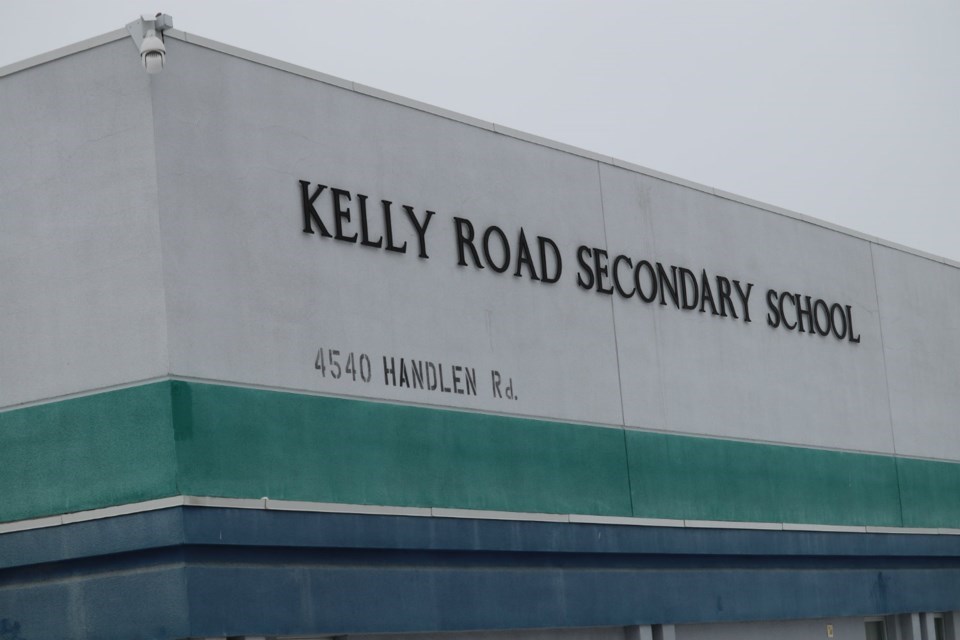 KELLY ROAD SECONDARY SCHOOL
4540 HANDLEN Rd.